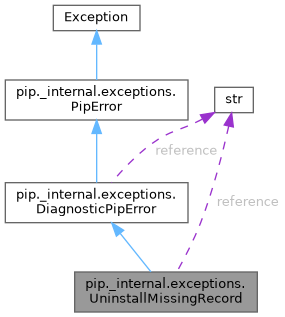 Exception
pip._internal.exceptions.
PipError
str
reference
pip._internal.exceptions.
DiagnosticPipError
reference
pip._internal.exceptions.
UninstallMissingRecord